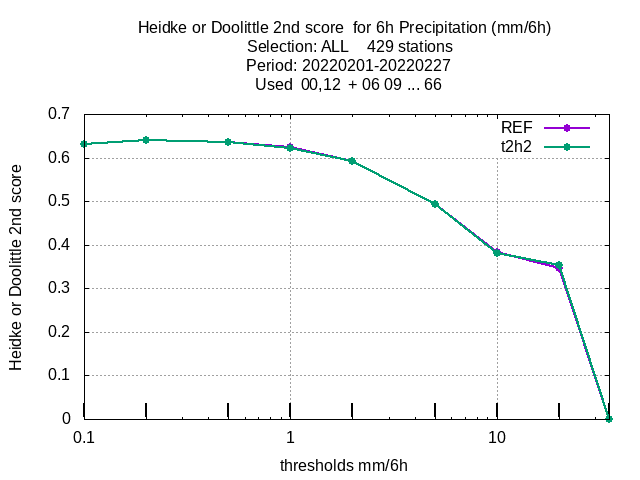 Heidke or Doolittle 2nd score  for 6h Precipitation (mm/6h)
Selection: ALL    429 stations
Period: 20220201-20220227
Used  00,12  + 06 09 ... 66
REF
t2h2
0.7
0.6
0.5
0.4
0.3
0.2
0.1
0
Heidke or Doolittle 2nd score
0.1 1 10
thresholds mm/6h